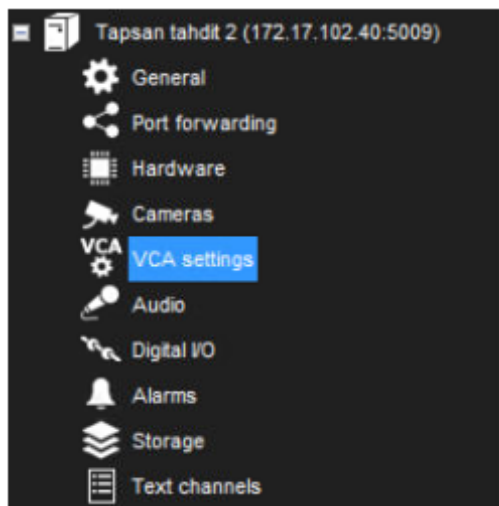 Tapsan tahdit 2 (172.17.102.40:5009)
General
Port forwarding
Hardware
Cameras
VCA
VCA settings
Audio
Digital I/O
Alarms
Storage
Text channels